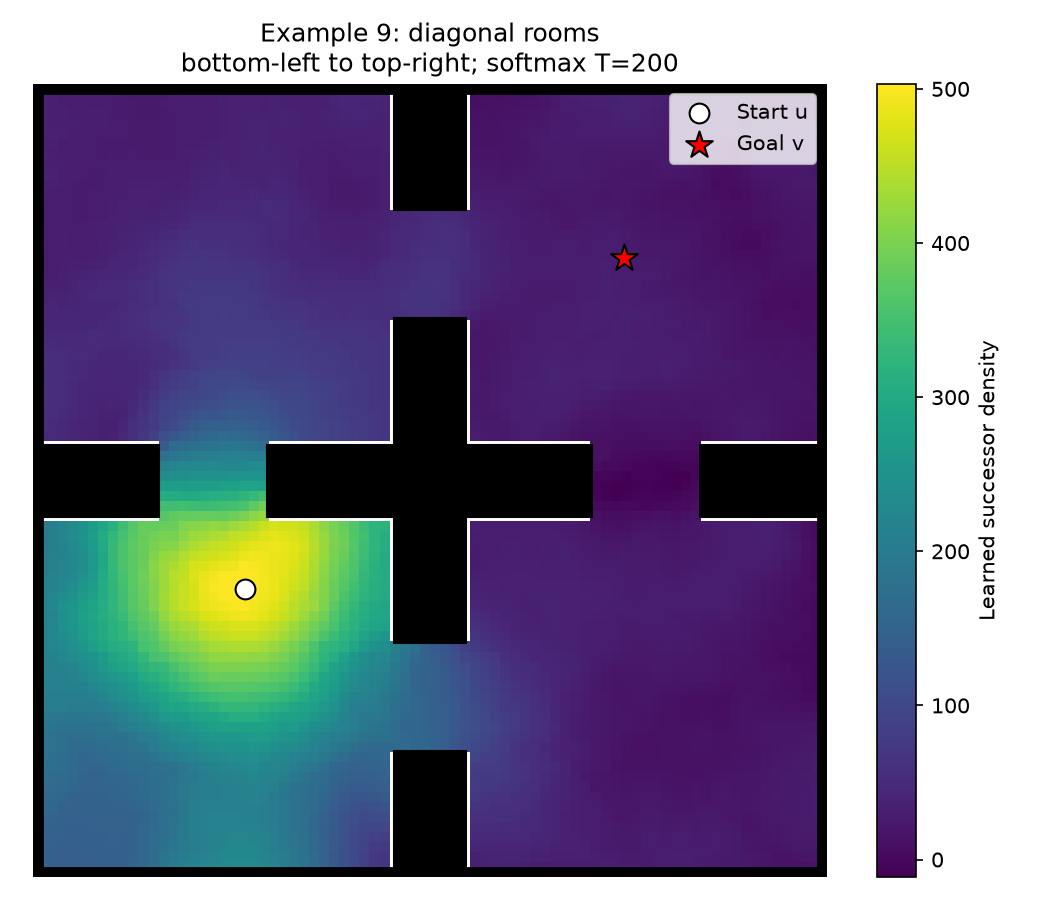 Example 9: diagonal rooms
bottom-left to top-right; softmax T=200
Start u
Goal v
500
400
300
200
100
0
Learned successor density